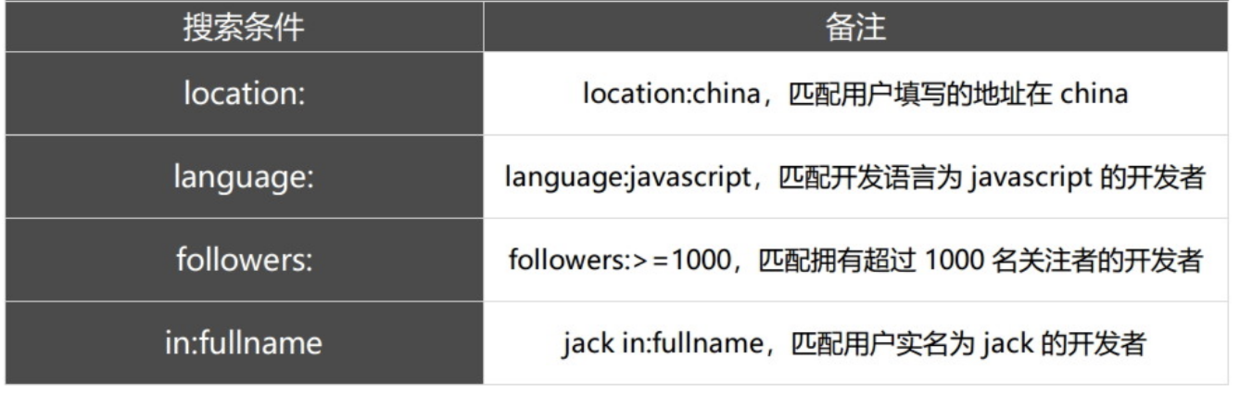 搜索条件 备注
location: location:china，匹配用户填写的地址在 china
language: language:javascript，匹配开发语言为 javascript 的开发者
followers: followers:>=1000，匹配拥有超过 1000 名关注者的开发者
in:fullname jack in:fullname，匹配用户实名为 jack 的开发者